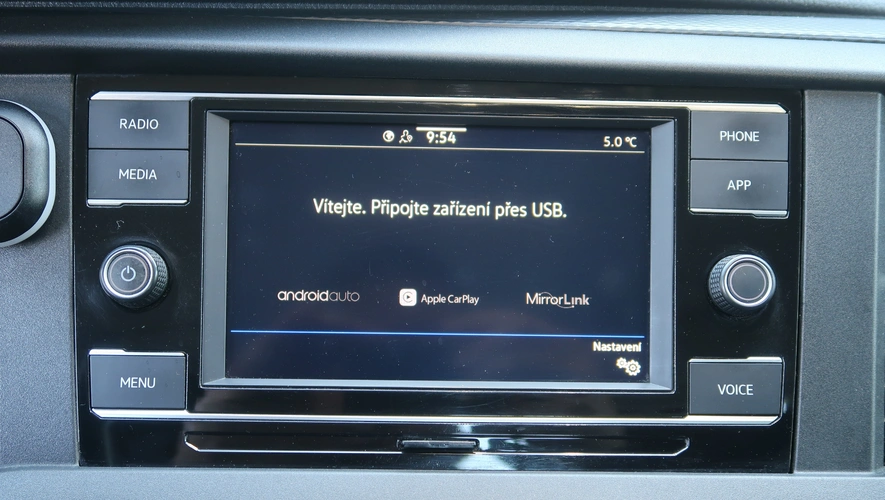 RADIO
MEDIA
MENU
9:54
5.0 °C
Vítejte. Připojte zařízení přes USB.
androidauto
Apple CarPlay
MirrorLink
Nastavení
PHONE
APP
VOICE